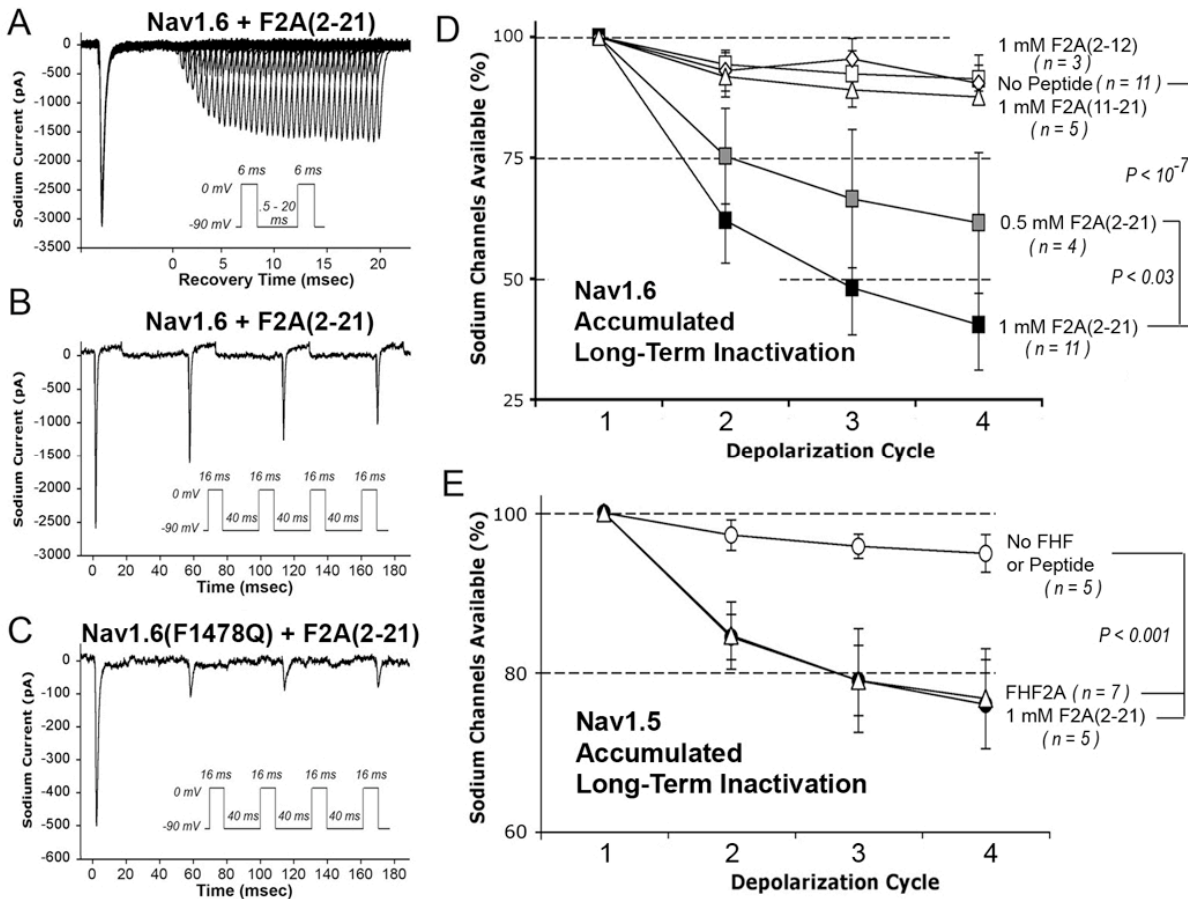 A
Nav1.6 + F2A(2-21)
Sodium Current (pA)
0
-500
-1000
-1500
-2000
-2500
-3000
-3500
6 ms
6 ms
0 mV
.5 - 20
ms
-90 mV
0
5
10
15
20
Recovery Time (msec)
B
Nav1.6 + F2A(2-21)
Sodium Current (pA)
0
-500
-1000
-1500
-2000
-2500
-3000
16 ms
16 ms
16 ms
16 ms
0 mV
40 ms
40 ms
40 ms
-90 mV
0
20
40
60
80
100
120
140
160
180
Time (msec)
C
Nav1.6(F1478Q) + F2A(2-21)
Sodium Current (pA)
0
-100
-200
-300
-400
-500
-600
16 ms
16 ms
16 ms
16 ms
0 mV
40 ms
40 ms
40 ms
-90 mV
0
20
40
60
80
100
120
140
160
180
Time (msec)
D
Sodium Channels Available (%)
100
75
50
25
1 mM F2A(2-12)
(n = 3)
No Peptide (n = 11)
1 mM F2A(11-21)
(n = 5)
P < 10-7
0.5 mM F2A(2-21)
(n = 4)
P < 0.03
1 mM F2A(2-21)
(n = 11)
Nav1.6
Accumulated
Long-Term Inactivation
1
2
3
4
Depolarization Cycle
E
Sodium Channels Available (%)
100
80
60
No FHF
or Peptide
(n = 5)
P < 0.001
FHF2A (n = 7)
1 mM F2A(2-21)
(n = 5)
Nav1.5
Accumulated
Long-Term Inactivation
1
2
3
4
Depolarization Cycle